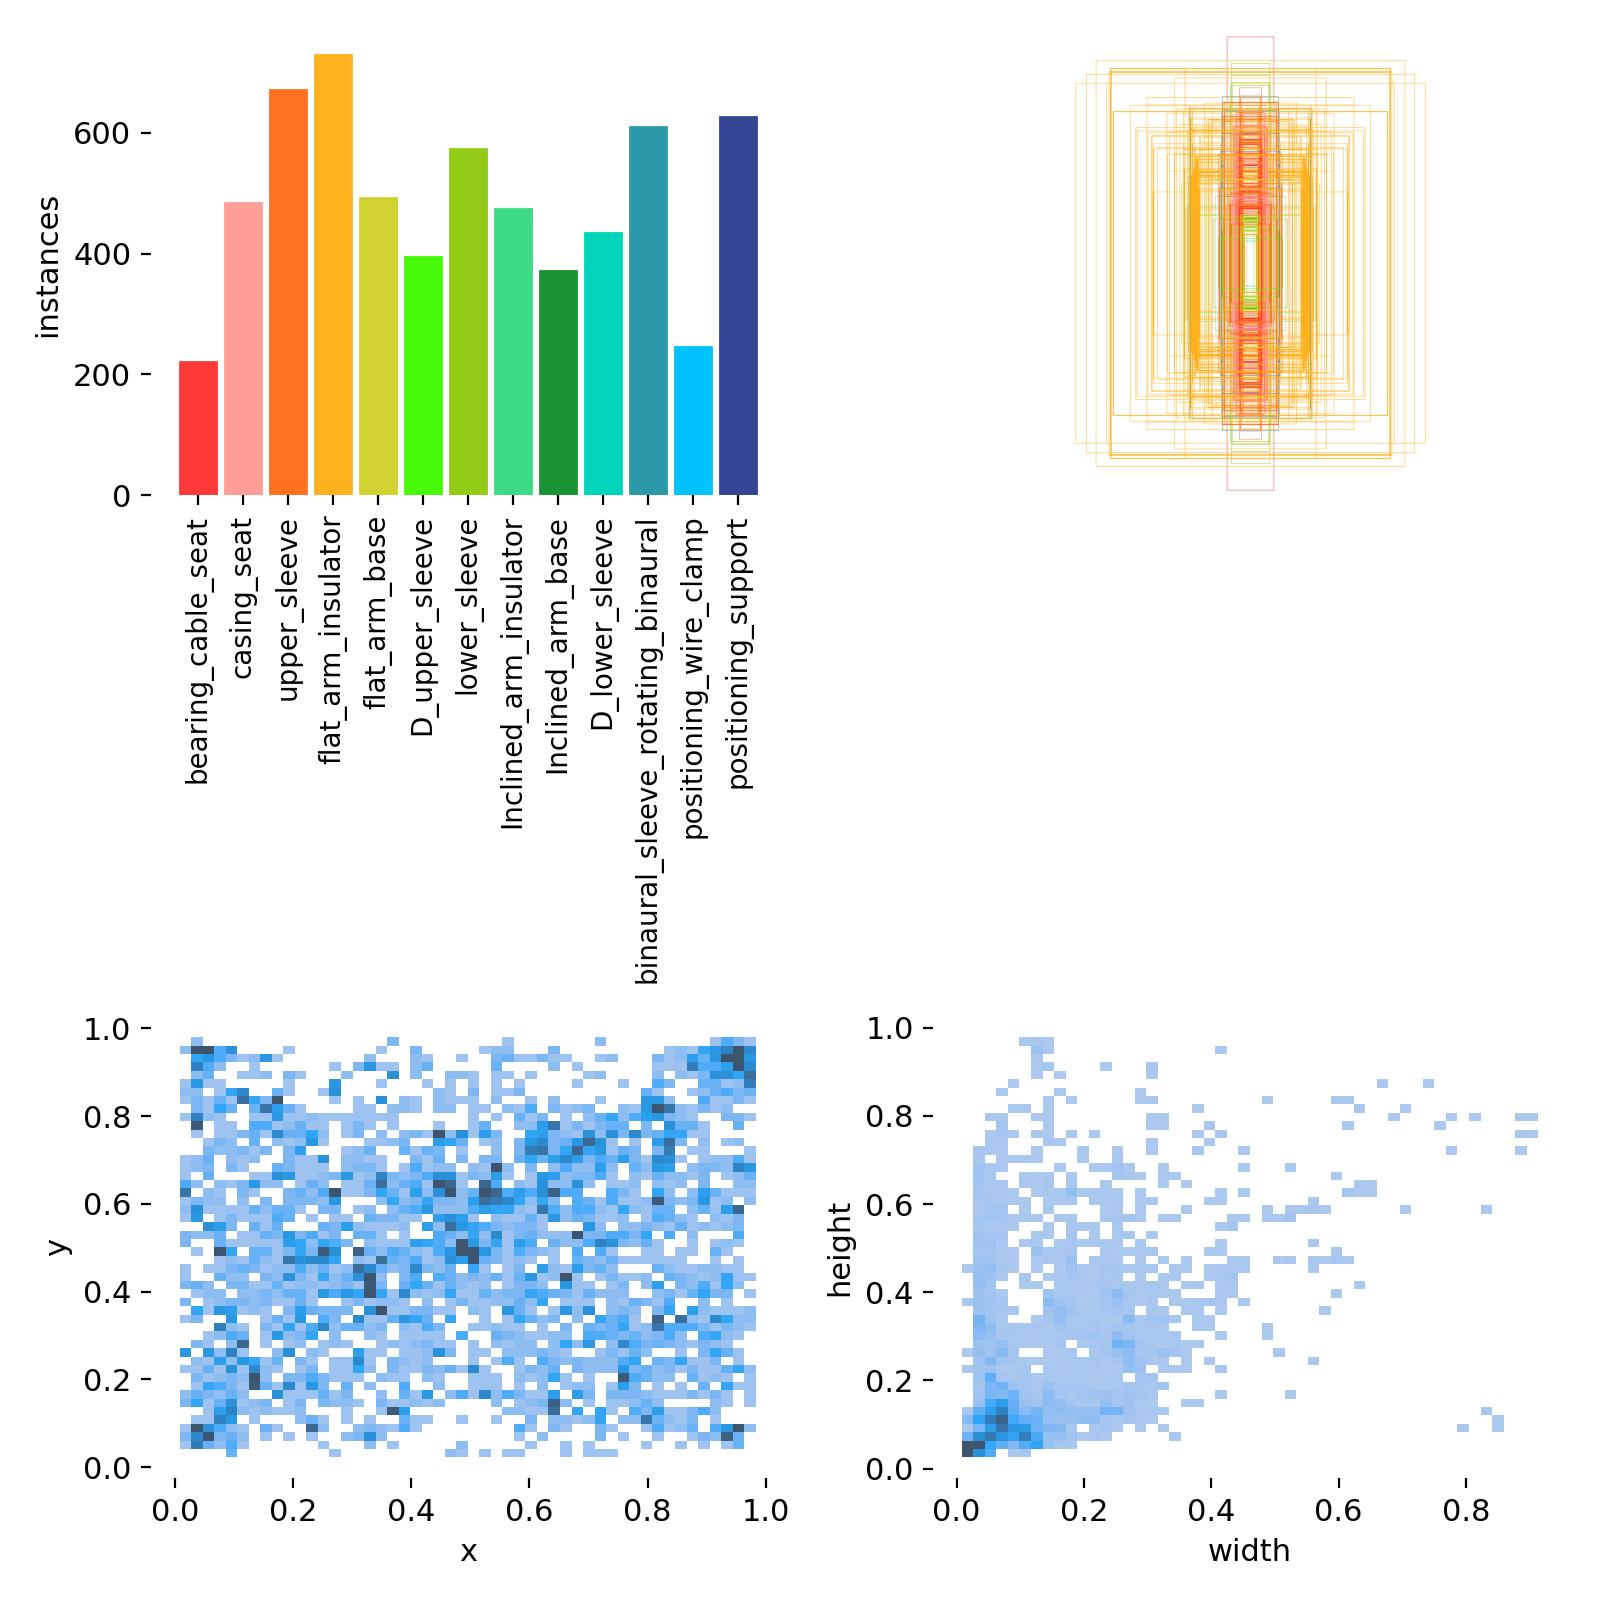 600
400
200
0
instances
bearing_cable_seat
casing_seat
upper_sleeve
flat_arm_insulator
flat_arm_base
D_upper_sleeve
lower_sleeve
Inclined_arm_insulator
Inclined_arm_base
D_lower_sleeve
binaural_sleeve_rotating_binaural
positioning_wire_clamp
positioning_support
1.0
0.8
0.6
0.4
0.2
0.0
y
0.0 0.2 0.4 0.6 0.8 1.0
x
1.0
0.8
0.6
0.4
0.2
0.0
height
0.0 0.2 0.4 0.6 0.8
width